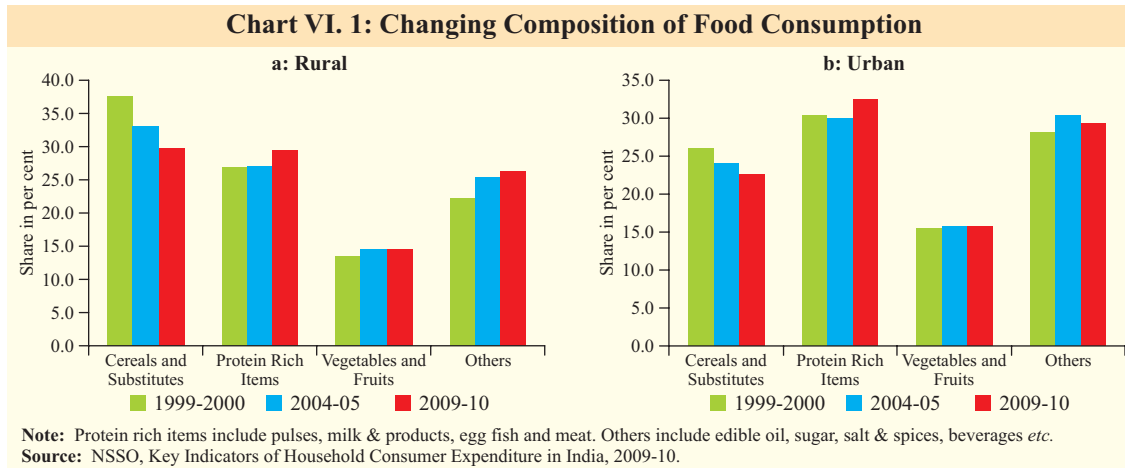 Chart VI. 1: Changing Composition of Food Consumption
a: Rural
Share in per cent
40.0
35.0
30.0
25.0
20.0
15.0
10.0
5.0
0.0
Cereals and
Substitutes
Protein Rich
Items
Vegetables and
Fruits
Others
1999-2000 2004-05 2009-10
b: Urban
Share in per cent
35.0
30.0
25.0
20.0
15.0
10.0
5.0
0.0
Cereals and
Substitutes
Protein Rich
Items
Vegetables and
Fruits
Others
1999-2000 2004-05 2009-10
Note: Protein rich items include pulses, milk & products, egg fish and meat. Others include edible oil, sugar, salt & spices, beverages etc.
Source: NSSO, Key Indicators of Household Consumer Expenditure in India, 2009-10.